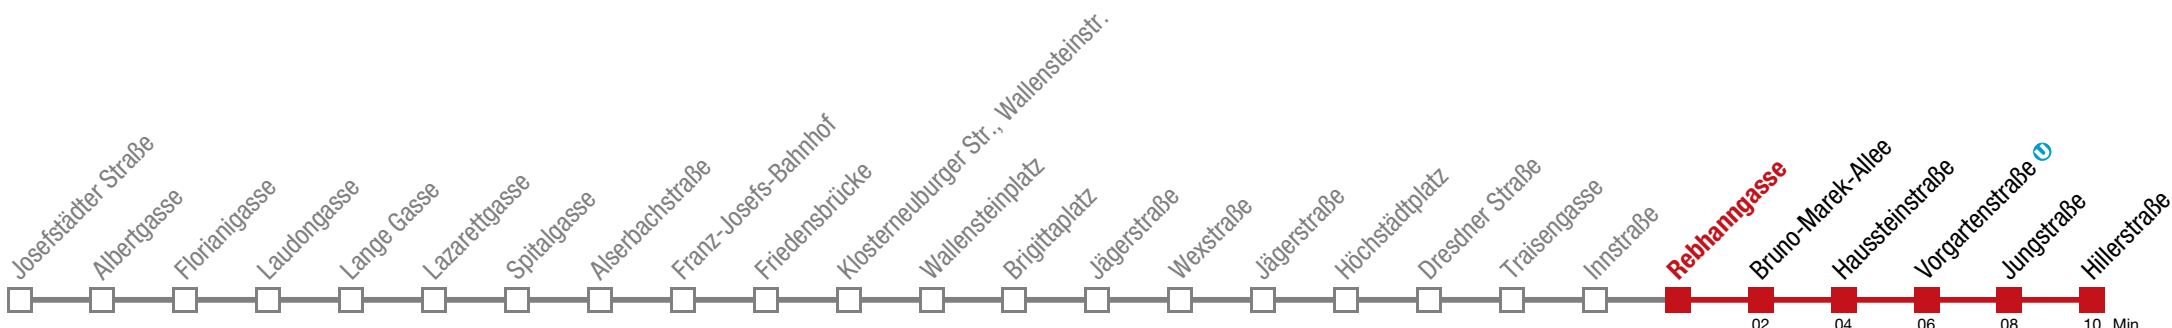 Josefstädter Straße
Albertgasse
Florianigasse
Laudongasse
Lange Gasse
Lazarettgasse
Spitalgasse
Alserbachstraße
Franz-Josefs-Bahnhof
Friedensbrücke
Klosterneuburger Str., Wallensteinstr.
Wallensteinplatz
Brigittaplatz
Jägerstraße
Wexstraße
Jägerstraße
Höchstädtplatz
Dresdner Straße
Traisengasse
Innstraße
Rebhanngasse
Bruno-Marek-Allee
Haussteinstraße
Vorgartenstraße U
Jungstraße
Hillerstraße
02 04 06 08 10 Min